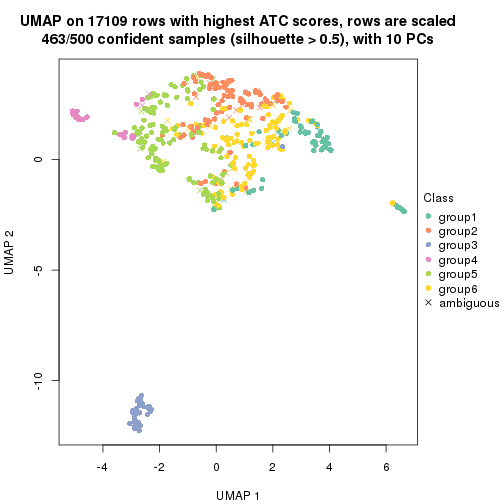 UMAP on 17109 rows with highest ATC scores, rows are scaled
463/500 confident samples (silhouette > 0.5), with 10 PCs
0
-5
-10
UMAP 2
-4
-2
0
2
4
6
UMAP 1
Class
group1
group2
group3
group4
group5
group6
ambiguous